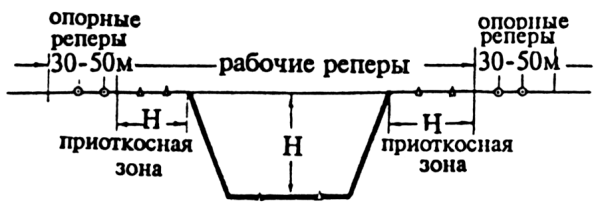 опорные
реперы
30-50м
рабочие реперы
опорные
реперы
30-50м
H
приоткосная
зона
H
H
приоткосная
зона